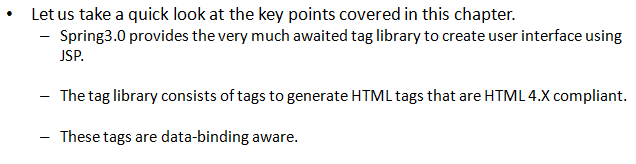 • Let us take a quick look at the key points covered in this chapter.
– Spring3.0 provides the very much awaited tag library to create user interface using
JSP.
– The tag library consists of tags to generate HTML tags that are HTML 4.X compliant.
– These tags are data-binding aware.